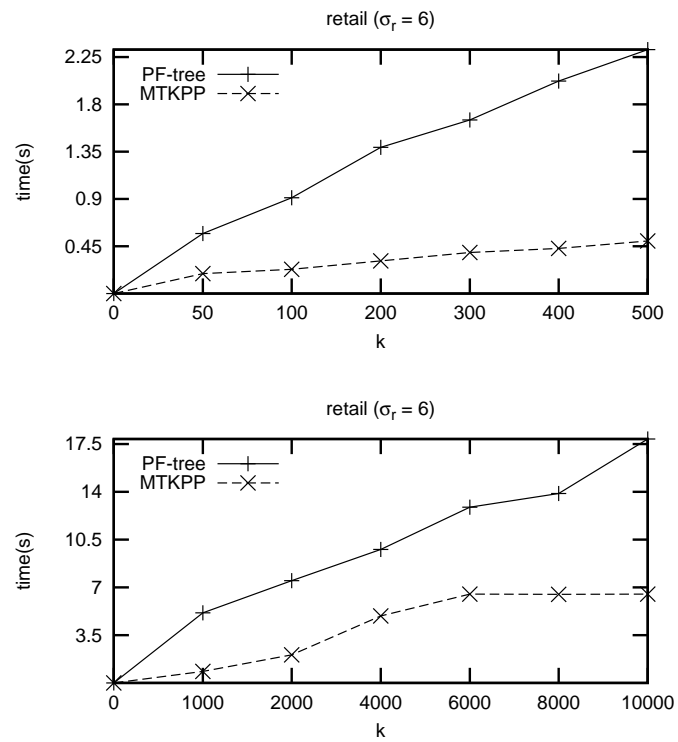 retail (σr = 6)
2.25
1.8
1.35
0.9
0.45
time(s)
PF-tree
MTKPP
0 50 100 200 300 400 500
k
retail (σr = 6)
17.5
14
10.5
7
3.5
time(s)
PF-tree
MTKPP
0 1000 2000 4000 6000 8000 10000
k